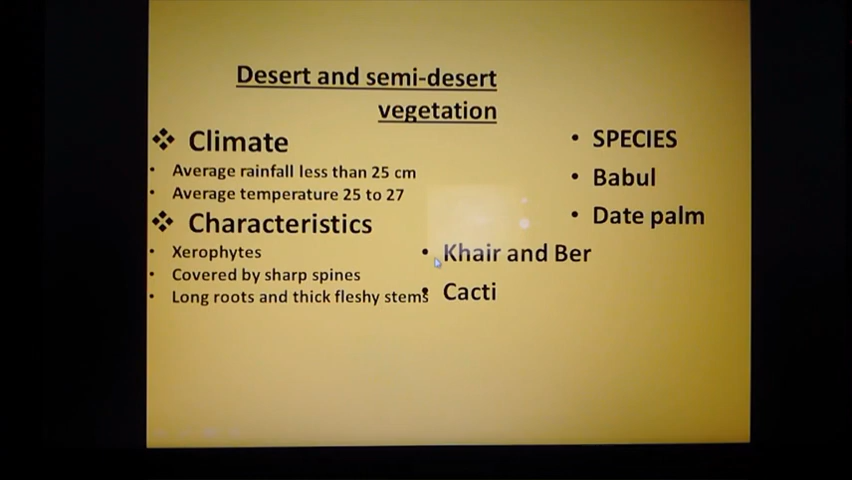 Desert and semi-desert
vegetation
❖ Climate
• Average rainfall less than 25 cm
• Average temperature 25 to 27
❖ Characteristics
• Xerophytes
• Covered by sharp spines
• Long roots and thick fleshy stems
• SPECIES
• Babul
• Date palm
• Khair and Ber
• Cacti